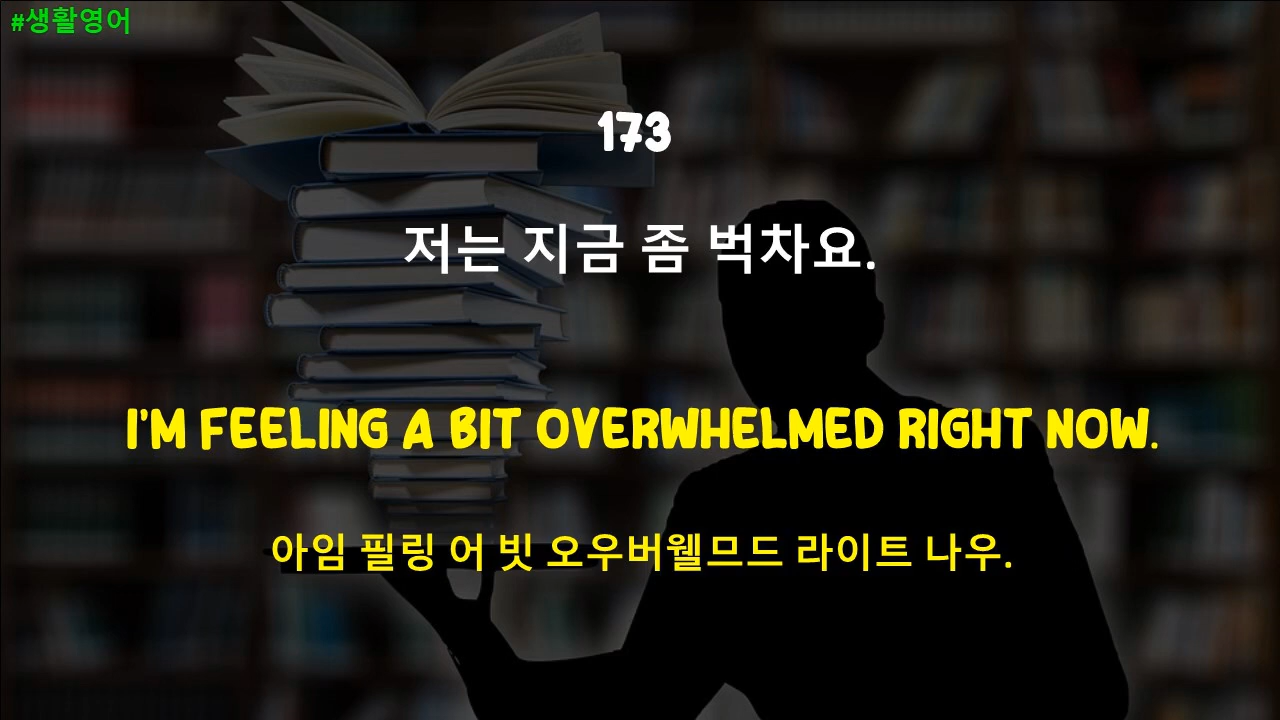 #생활영어
173
저는 지금 좀 벅차요.
I'M FEELING A BIT OVERWHELMED RIGHT NOW.
아임 필링 어 빗 오우버웰므드 라이트 나우.